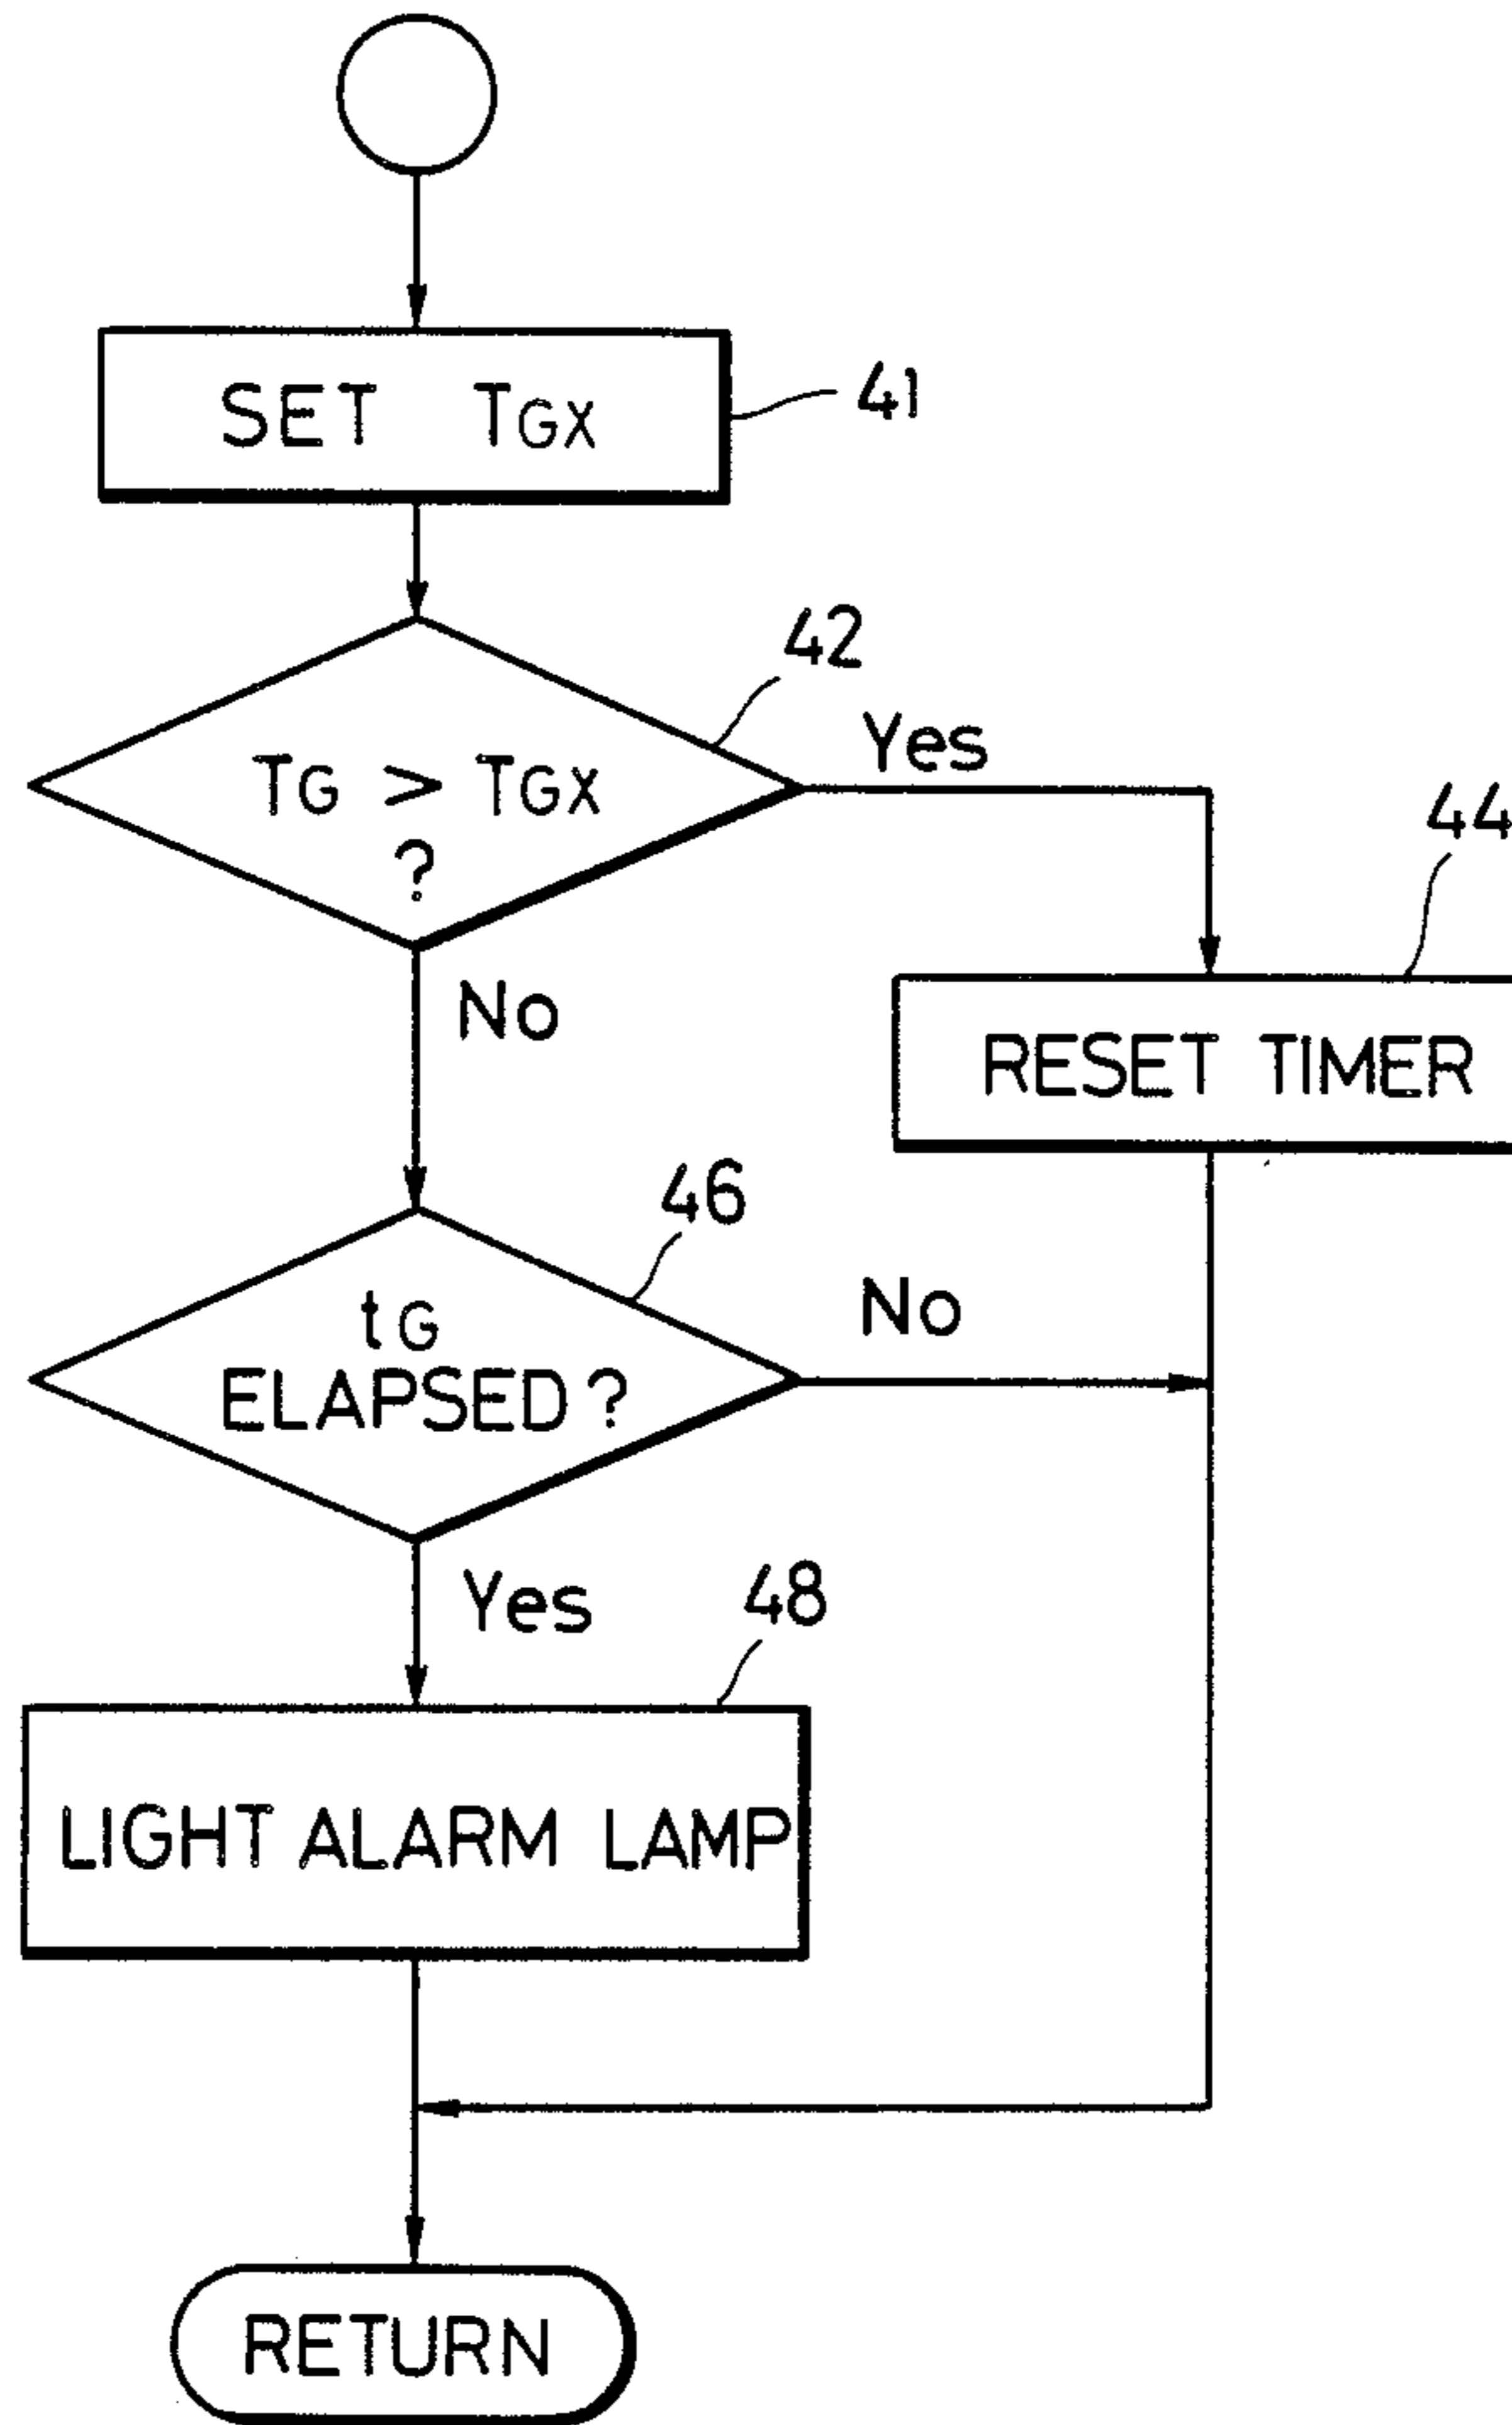 SET TGX
41
42
Yes
TG > TGX
?
44
No
RESET TIMER
46
No
tG
ELAPSED?
Yes
48
LIGHT ALARM LAMP
RETURN